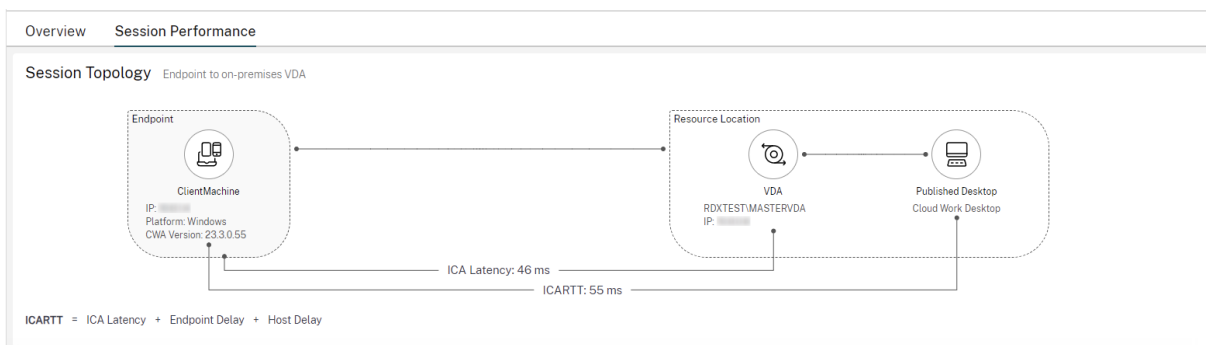 Overview Session Performance
Session Topology Endpoint to on-premises VDA
Endpoint
ClientMachine
IP:
Platform: Windows
CWA Version: 23.3.0.55
Resource Location
VDA
RDXTEST\MASTERVDA
IP:
Published Desktop
Cloud Work Desktop
ICA Latency: 46 ms
ICARTT: 55 ms
ICARTT = ICA Latency + Endpoint Delay + Host Delay